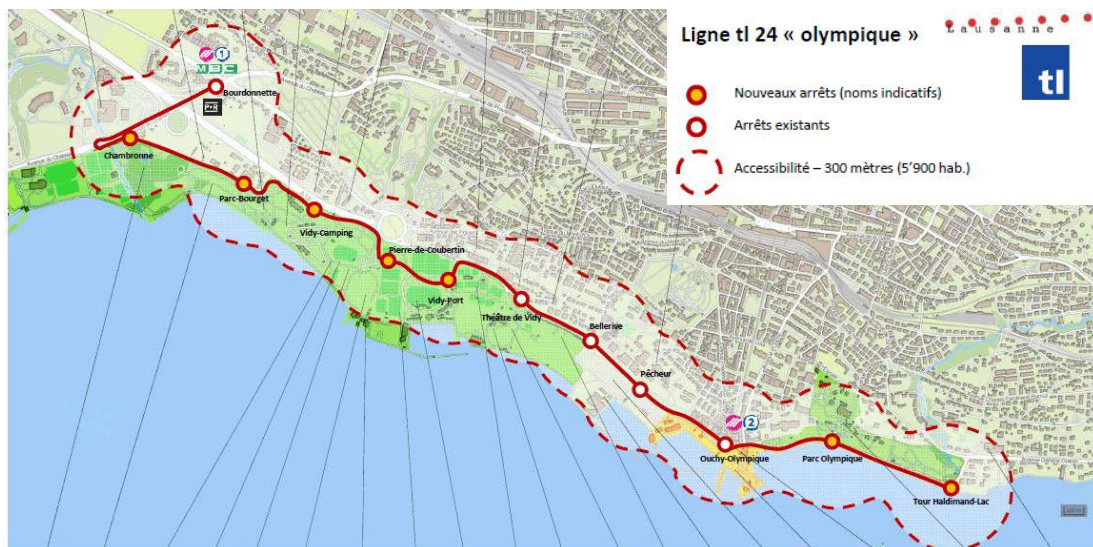 Ligne tl 24 « olympique »
Lausanne
tl
Nouveaux arrêts (noms indicatifs)
Arrêts existants
Accessibilité – 300 mètres (5'900 hab.)
1
MBC
Bourdonnette
P+R
Chambronne
Parc-Bourget
Vidy-Camping
Pierre-de-Coubertin
Vidy-Port
Théâtre de Vidy
Bellerive
Pêcheur
2
Ouchy-Olympique
Parc Olympique
Tour Haldimand-Lac